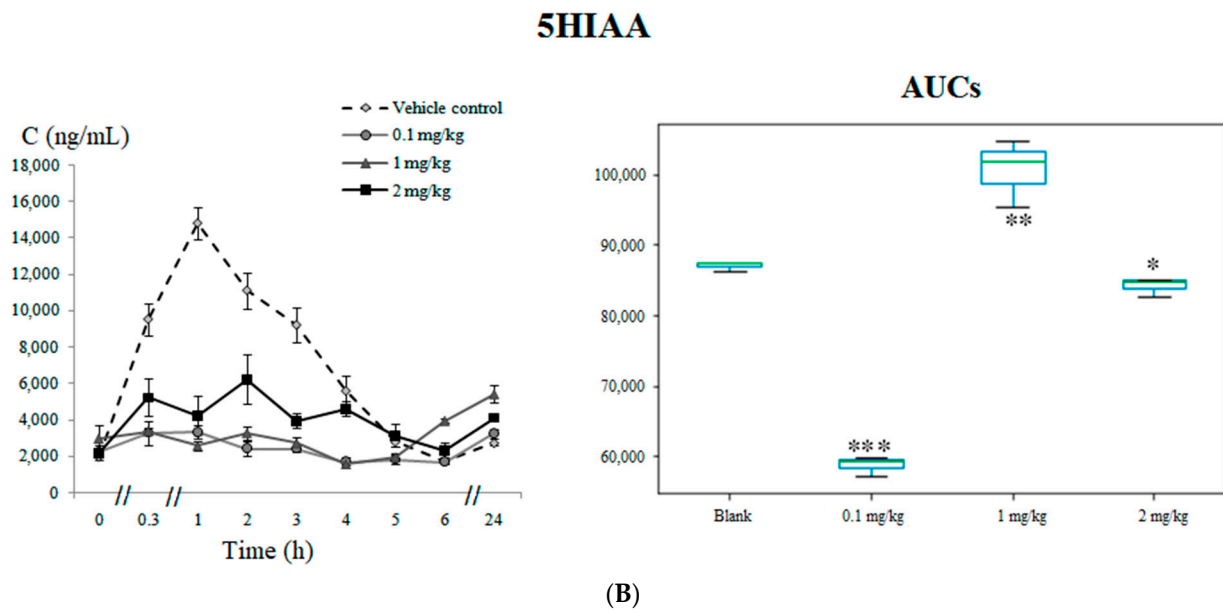 5HIAA
C (ng/mL)
Vehicle control
0.1 mg/kg
1 mg/kg
2 mg/kg
18,000
16,000
14,000
12,000
10,000
8,000
6,000
4,000
2,000
0
0 // 0.3 // 1 2 3 4 5 6 // 24
Time (h)
AUCs
100,000
90,000
80,000
70,000
60,000
**
*
***
Blank 0.1 mg/kg 1 mg/kg 2 mg/kg
(B)